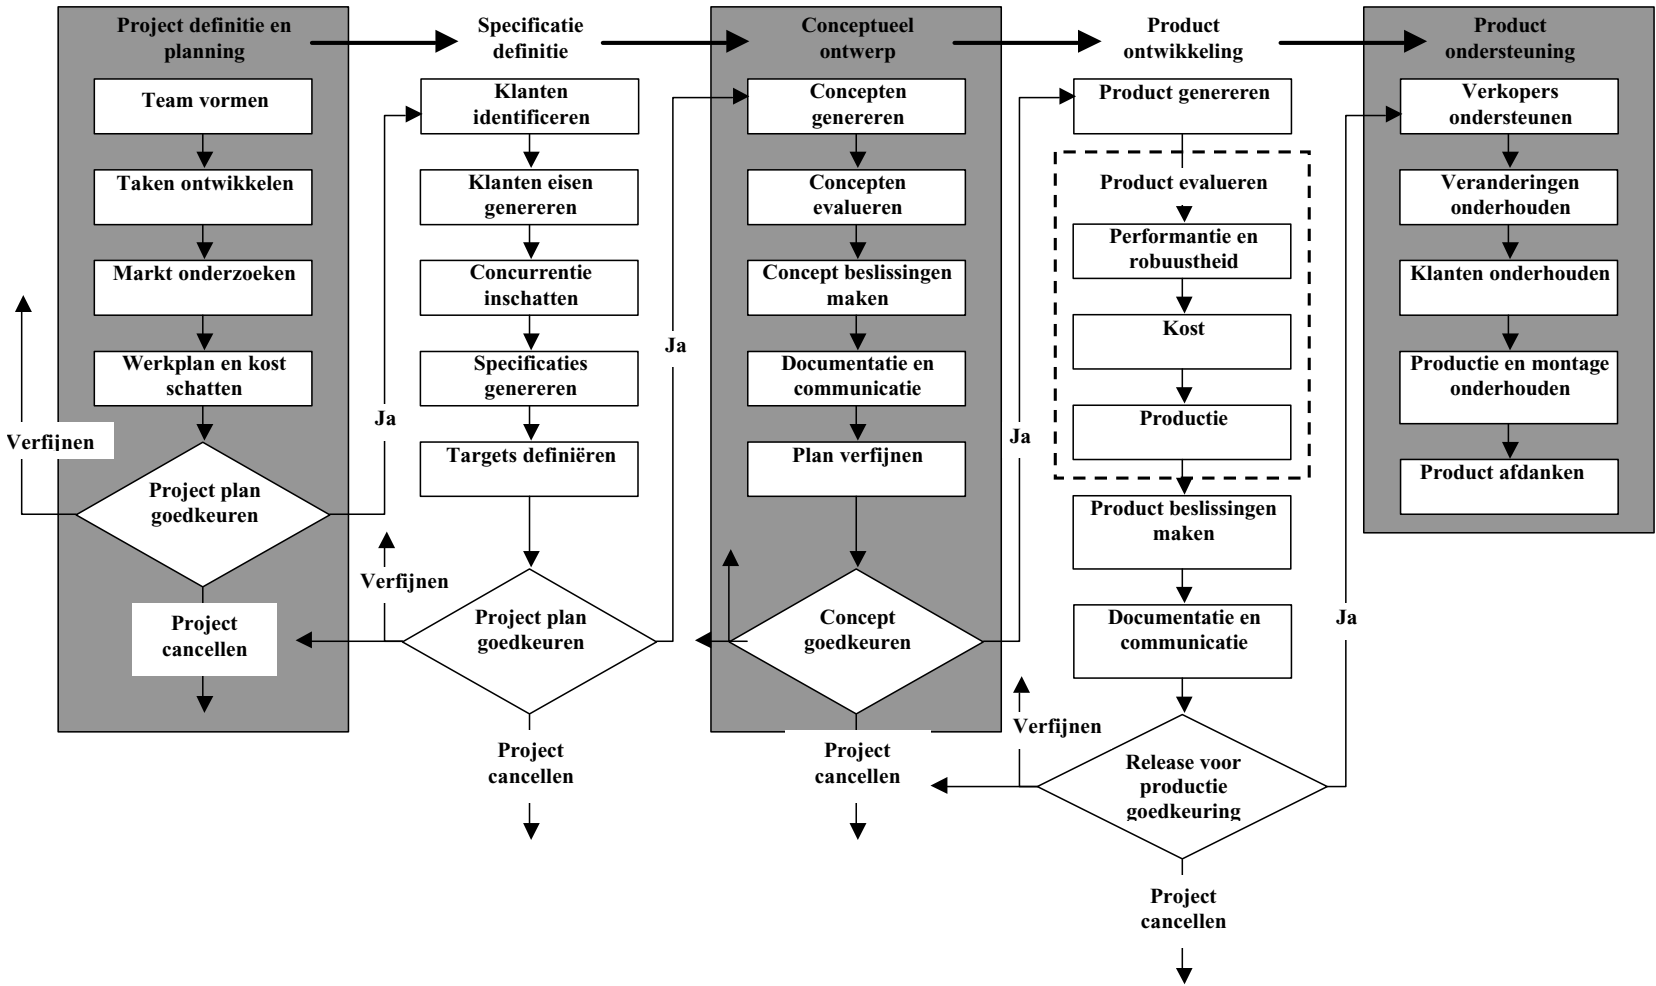 Project definitie en
planning
Team vormen
Taken ontwikkelen
Markt onderzoeken
Werkplan en kost
schatten
Verfijnen
Project plan
goedkeuren
Project
cancellen
Ja
Specificatie
definitie
Klanten
identificeren
Klanten eisen
genereren
Concurrentie
inschatten
Specificaties
genereren
Targets definiëren
Verfijnen
Project plan
goedkeuren
Project
cancellen
Ja
Conceptueel
ontwerp
Concepten
genereren
Concepten
evalueren
Concept beslissingen
maken
Documentatie en
communicatie
Plan verfijnen
Concept
goedkeuren
Project
cancellen
Ja
Product
ontwikkeling
Product genereren
Product evalueren
Performantie en
robuustheid
Kost
Productie
Product beslissingen
maken
Documentatie en
communicatie
Verfijnen
Release voor
productie
goedkeuring
Project
cancellen
Ja
Product
ondersteuning
Verkopers
ondersteunen
Veranderingen
onderhouden
Klanten onderhouden
Productie en montage
onderhouden
Product afdanken